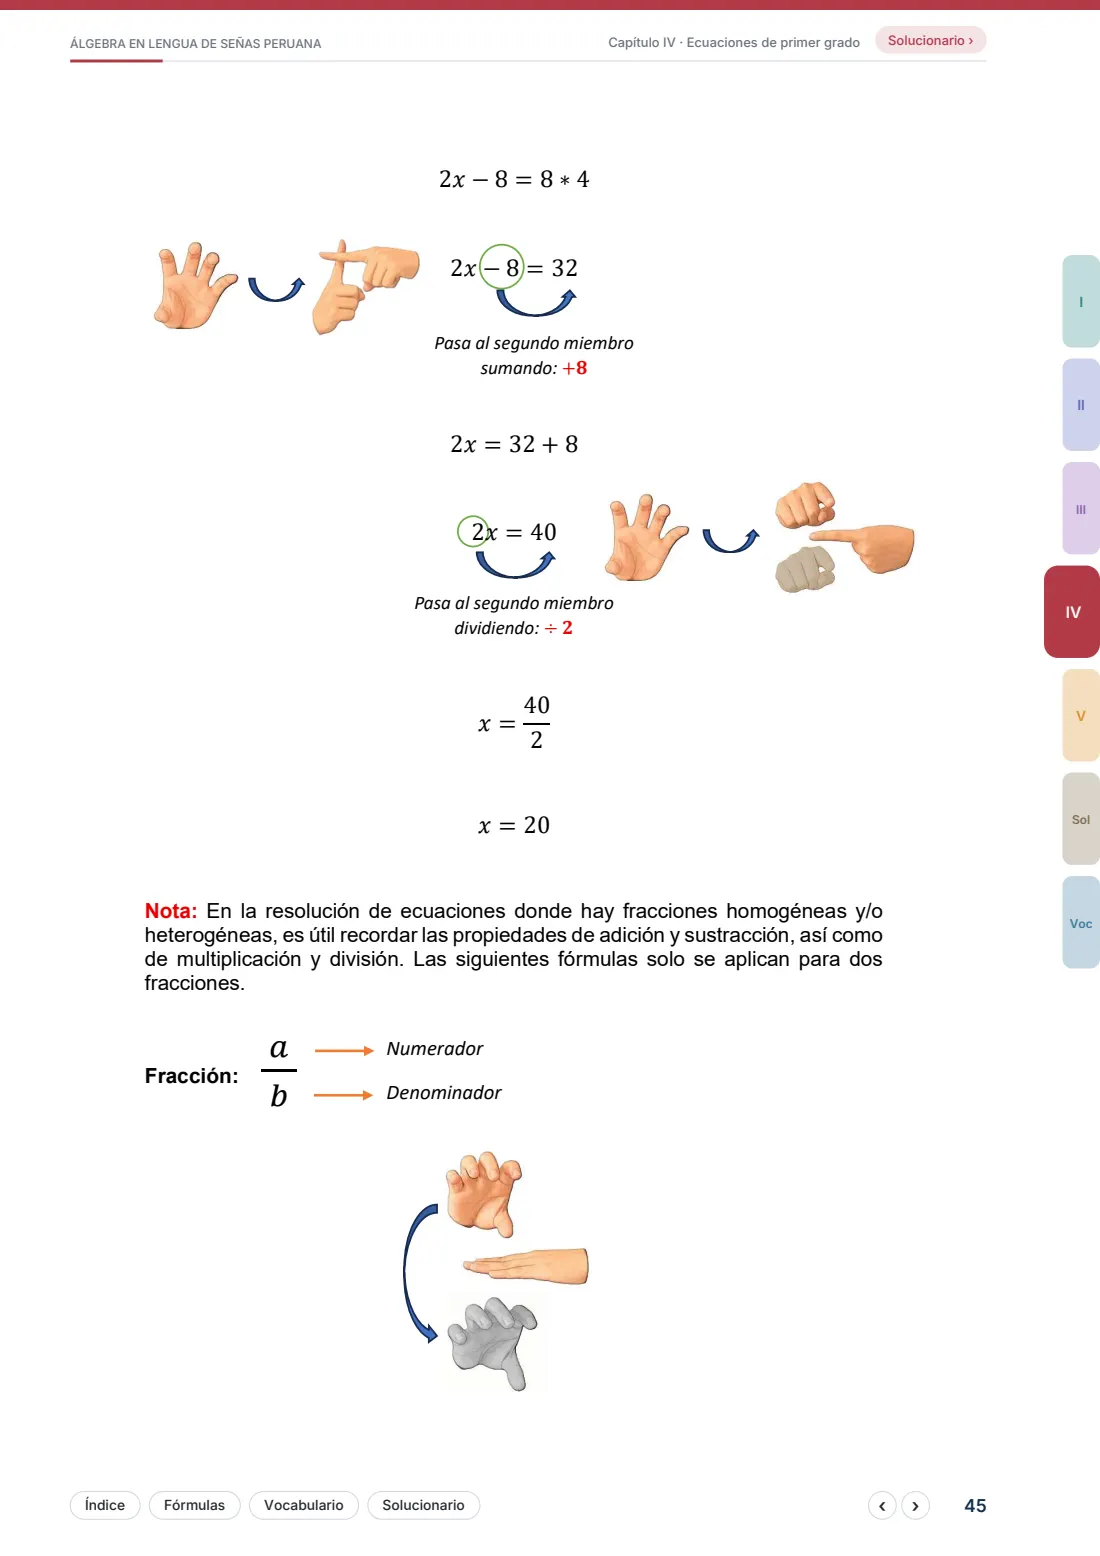 ÁLGEBRA EN LENGUA DE SEÑAS PERUANA
Capítulo IV · Ecuaciones de primer grado
Solucionario ›
2x − 8 = 8 ∗ 4
2x − 8 = 32
Pasa al segundo miembro
sumando: +8
2x = 32 + 8
2x = 40
Pasa al segundo miembro
dividiendo: ÷ 2
x = 40/2
x = 20
Nota: En la resolución de ecuaciones donde hay fracciones homogéneas y/o
heterogéneas, es útil recordar las propiedades de adición y sustracción, así como
de multiplicación y división. Las siguientes fórmulas solo se aplican para dos
fracciones.
Fracción:
a
Numerador
b
Denominador
I
II
III
IV
V
Sol
Voc
Índice
Fórmulas
Vocabulario
Solucionario
‹
›
45